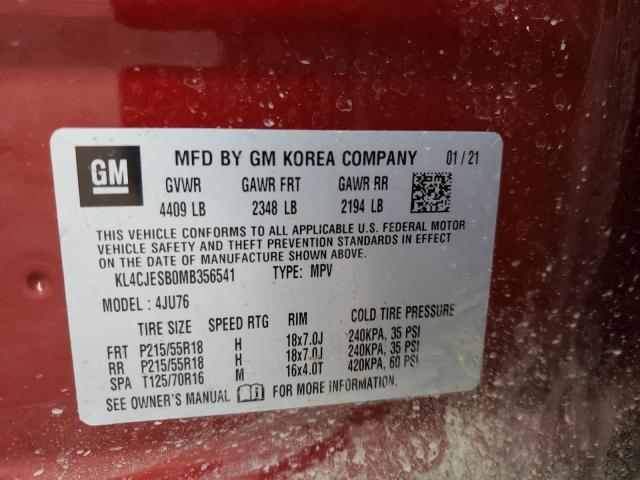 GM MFD BY GM KOREA COMPANY 01/21
GVWR GAWR FRT GAWR RR
4409 LB 2348 LB 2194 LB
THIS VEHICLE CONFORMS TO ALL APPLICABLE U.S. FEDERAL MOTOR
VEHICLE SAFETY AND THEFT PREVENTION STANDARDS IN EFFECT
ON THE DATE OF MANUFACTURE SHOWN ABOVE.
KL4CJESB0MB356541 TYPE: MPV
MODEL: 4JU76
TIRE SIZE SPEED RTG RIM COLD TIRE PRESSURE
FRT P215/55R18 H 18x7.0J 240KPA, 35 PSI
RR P215/55R18 H 18x7.0J 240KPA, 35 PSI
SPA T125/70R16 M 16x4.0T 420KPA, 60 PSI
SEE OWNER'S MANUAL FOR MORE INFORMATION